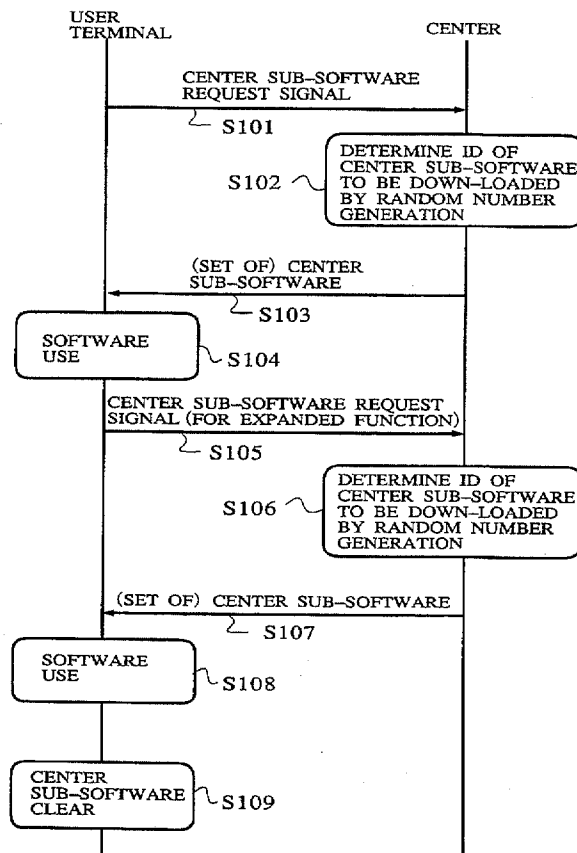 USER
TERMINAL
CENTER
CENTER SUB-SOFTWARE
REQUEST SIGNAL
S101
DETERMINE ID OF
CENTER SUB-SOFTWARE
TO BE DOWN-LOADED
BY RANDOM NUMBER
GENERATION
S102
(SET OF) CENTER
SUB-SOFTWARE
S103
SOFTWARE
USE
S104
CENTER SUB-SOFTWARE REQUEST
SIGNAL (FOR EXPANDED FUNCTION)
S105
DETERMINE ID OF
CENTER SUB-SOFTWARE
TO BE DOWN-LOADED
BY RANDOM NUMBER
GENERATION
S106
(SET OF) CENTER SUB-SOFTWARE
S107
SOFTWARE
USE
S108
CENTER
SUB-SOFTWARE
CLEAR
S109